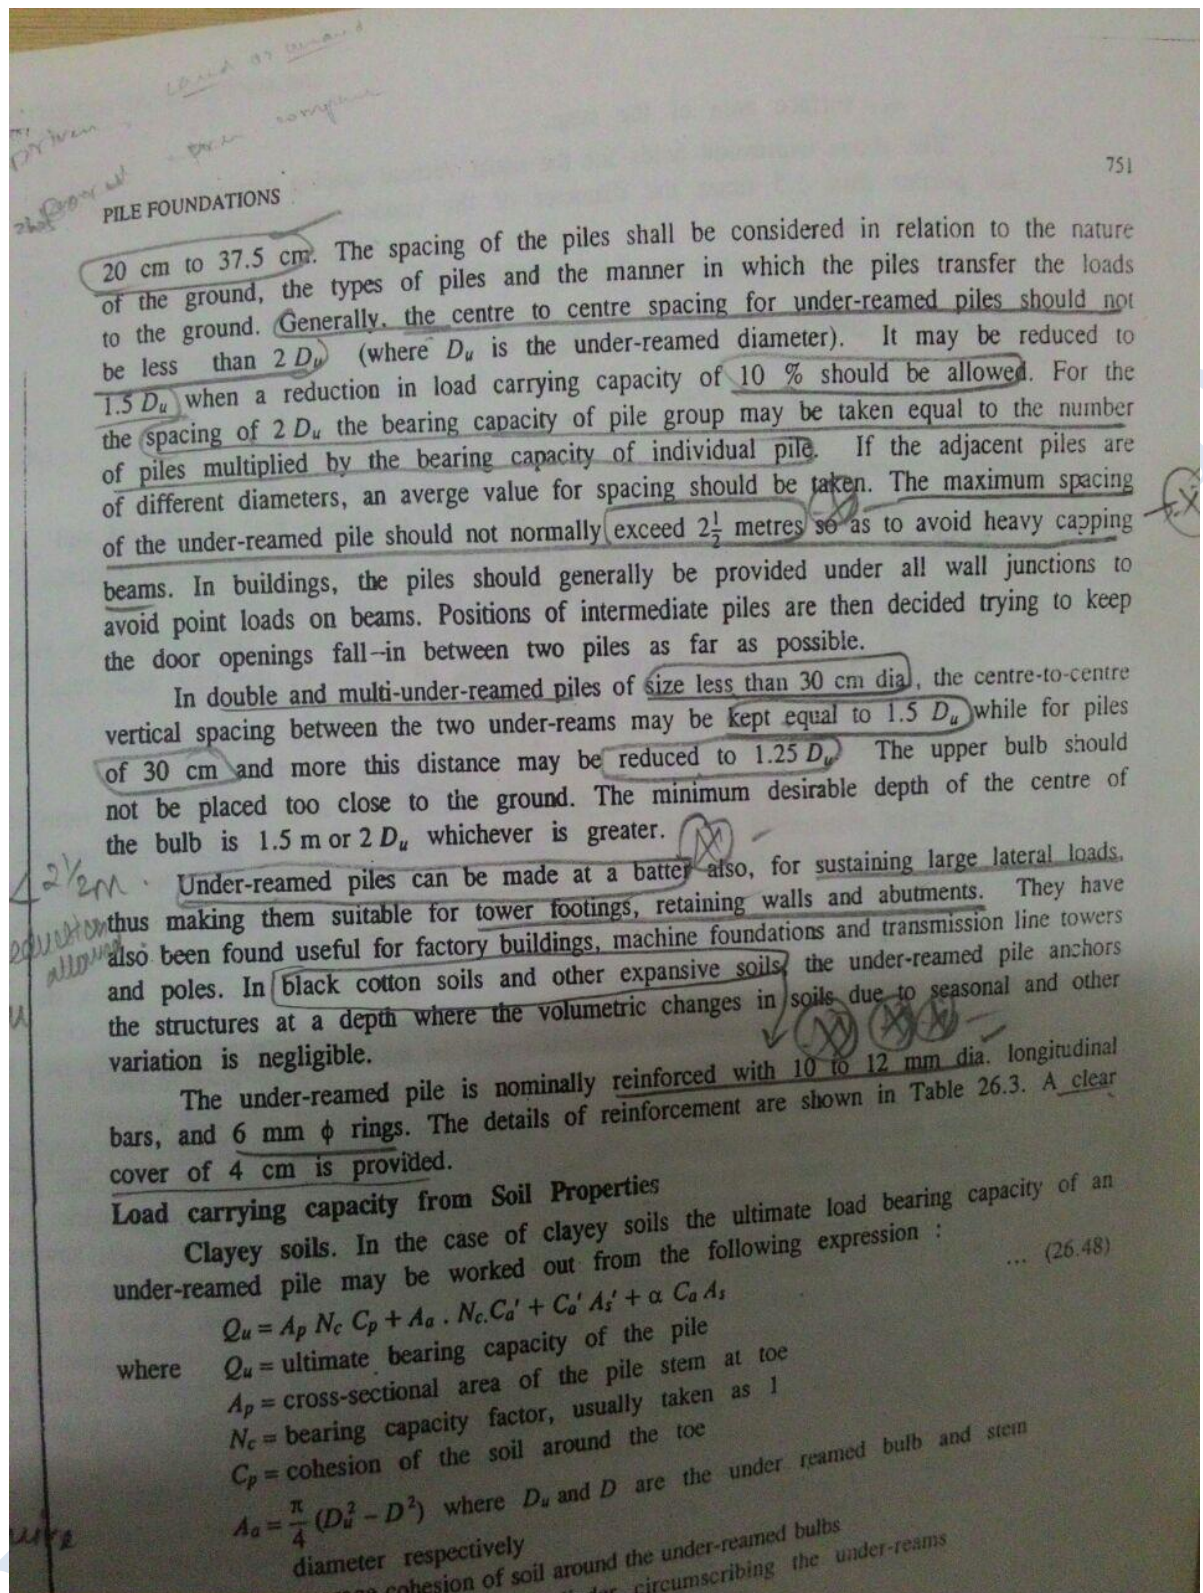 Land as
Driven
compare
751
PILE FOUNDATIONS
20 cm to 37.5 cm. The spacing of the piles shall be considered in relation to the nature
of the ground, the types of piles and the manner in which the piles transfer the loads
to the ground. Generally, the centre to centre spacing for under-reamed piles should not
be less than 2 Du (where Du is the under-reamed diameter). It may be reduced to
1.5 Du when a reduction in load carrying capacity of 10 % should be allowed. For the
the spacing of 2 Du the bearing capacity of pile group may be taken equal to the number
of piles multiplied by the bearing capacity of individual pile. If the adjacent piles are
of different diameters, an averge value for spacing should be taken. The maximum spacing
of the under-reamed pile should not normally exceed 2½ metres so as to avoid heavy capping
beams. In buildings, the piles should generally be provided under all wall junctions to
avoid point loads on beams. Positions of intermediate piles are then decided trying to keep
the door openings fall-in between two piles as far as possible.
In double and multi-under-reamed piles of size less than 30 cm dia, the centre-to-centre
vertical spacing between the two under-reams may be kept equal to 1.5 Du while for piles
of 30 cm and more this distance may be reduced to 1.25 Du The upper bulb should
not be placed too close to the ground. The minimum desirable depth of the centre of
the bulb is 1.5 m or 2 Du whichever is greater.
2½m.
Under-reamed piles can be made at a batter also, for sustaining large lateral loads,
thus making them suitable for tower footings, retaining walls and abutments. They have
also been found useful for factory buildings, machine foundations and transmission line towers
and poles. In black cotton soils and other expansive soils, the under-reamed pile anchors
the structures at a depth where the volumetric changes in soils due to seasonal and other
variation is negligible.
The under-reamed pile is nominally reinforced with 10 to 12 mm dia. longitudinal
bars, and 6 mm ϕ rings. The details of reinforcement are shown in Table 26.3. A clear
cover of 4 cm is provided.
Load carrying capacity from Soil Properties
Clayey soils. In the case of clayey soils the ultimate load bearing capacity of an
under-reamed pile may be worked out from the following expression :
Qu = Ap Nc Cp + Aa . Nc.Ca' + Ca' As' + α Ca As ... (26.48)
where Qu = ultimate bearing capacity of the pile
Ap = cross-sectional area of the pile stem at toe
Nc = bearing capacity factor, usually taken as 1
Cp = cohesion of the soil around the toe
Aa = π/4 (Du² – D²) where Du and D are the under reamed bulb and stem
diameter respectively
cohesion of soil around the under-reamed bulbs
circumscribing the under-reams